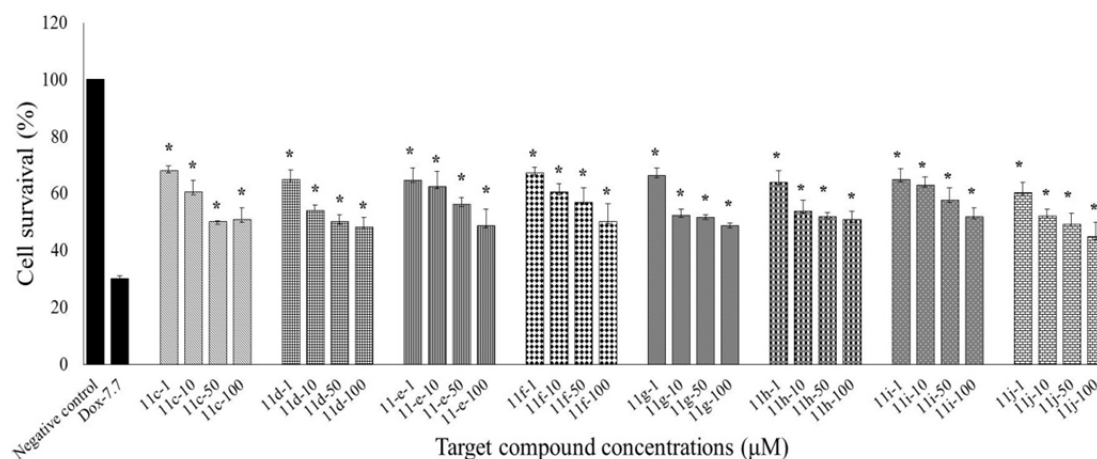 120
100
80
60
40
20
0
Cell survaival (%)
* * * * * * * * * * * * * * * * * * * * * * * * * * * * * * * *
Negative control
Dox-7.7
11c-1
11c-10
11c-50
11c-100
11d-1
11d-10
11d-50
11d-100
11-e-1
11-e-10
11-e-50
11-e-100
11f-1
11f-10
11f-50
11f-100
11g-1
11g-10
11g-50
11g-100
11h-1
11h-10
11h-50
11h-100
11i-1
11i-10
11i-50
11i-100
11j-1
11j-10
11j-50
11j-100
Target compound concentrations (μM)